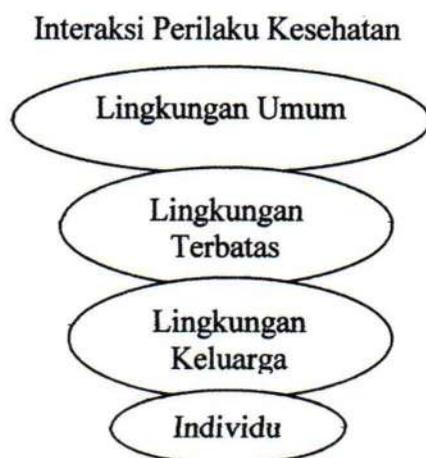 Interaksi Perilaku Kesehatan
Lingkungan Umum
Lingkungan
Terbatas
Lingkungan
Keluarga
Individu